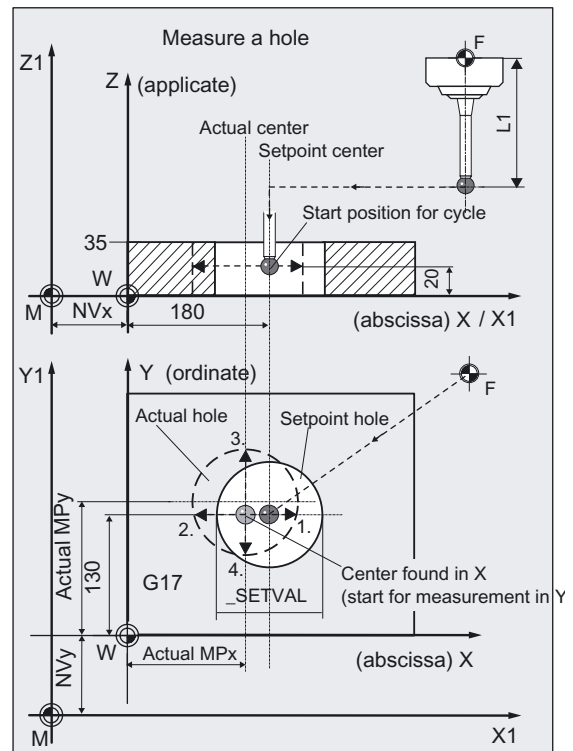 Measure a hole
Z1
Z (applicate)
F
Actual center
Setpoint center
L1
Start position for cycle
35
W
20
M
NVx
180
(abscissa) X / X1
Y1
Y (ordinate)
F
Actual hole
Setpoint hole
3.
2.
1.
4.
Actual MPy
130
G17
_SETVAL
Center found in X
(start for measurement in Y
W
Actual MPx
(abscissa) X
NVy
M
X1